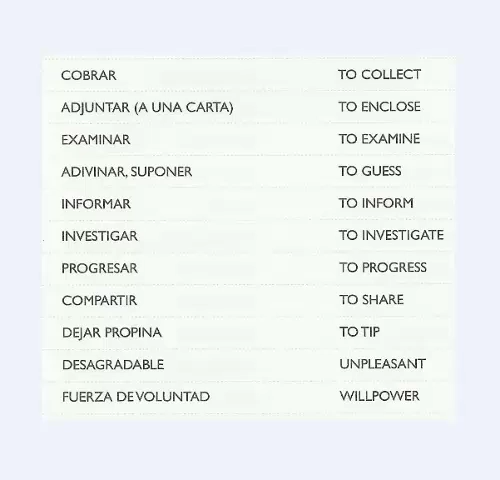 COBRAR TO COLLECT
ADJUNTAR (A UNA CARTA) TO ENCLOSE
EXAMINAR TO EXAMINE
ADIVINAR, SUPONER TO GUESS
INFORMAR TO INFORM
INVESTIGAR TO INVESTIGATE
PROGRESAR TO PROGRESS
COMPARTIR TO SHARE
DEJAR PROPINA TO TIP
DESAGRADABLE UNPLEASANT
FUERZA DE VOLUNTAD WILLPOWER